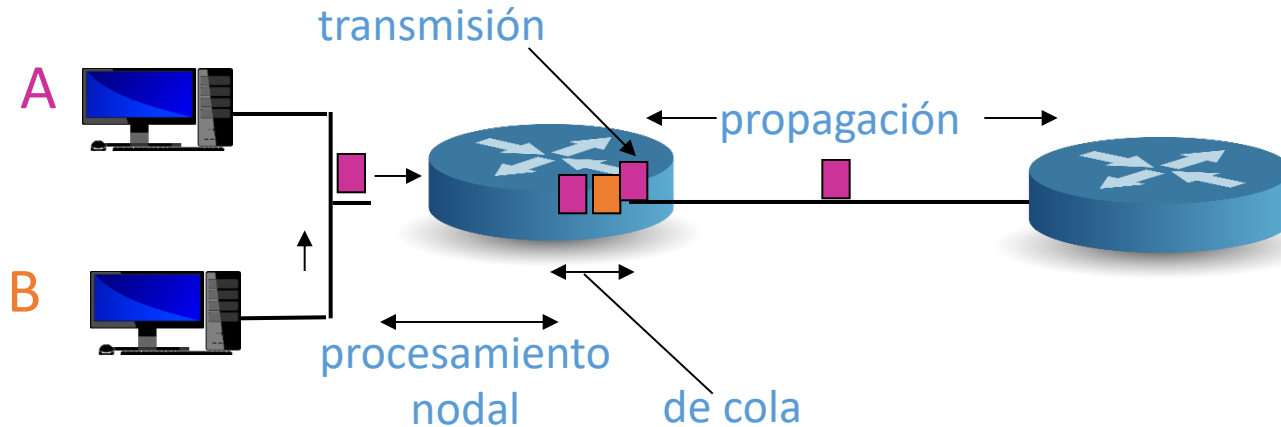 transmisión
A
propagación
B
procesamiento
nodal
de cola